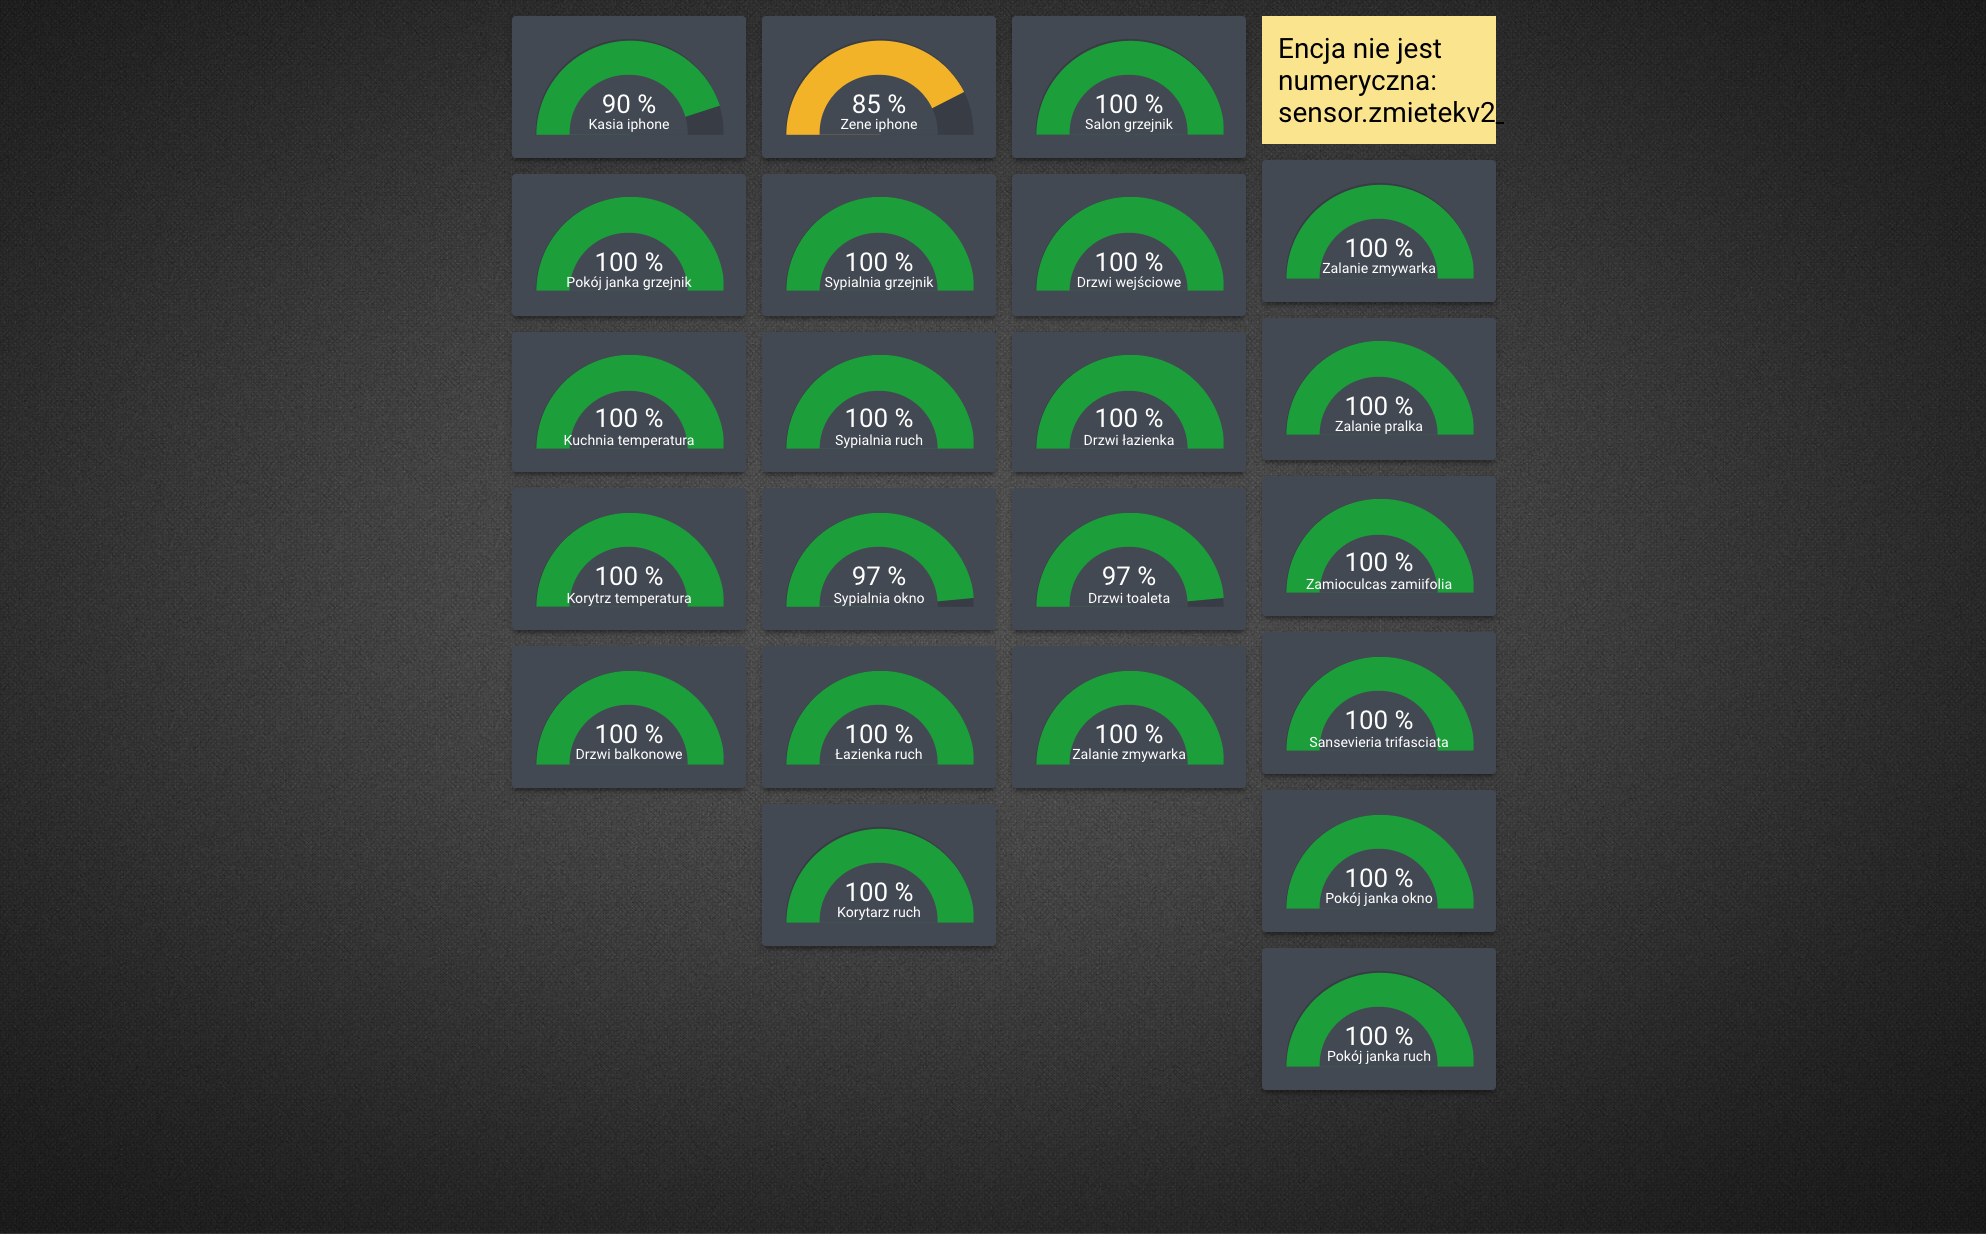 90 %
Kasia iphone
85 %
Zene iphone
100 %
Salon grzejnik
Encja nie jest
numeryczna:
sensor.zmietekv2_
100 %
Pokój janka grzejnik
100 %
Sypialnia grzejnik
100 %
Drzwi wejściowe
100 %
Zalanie zmywarka
100 %
Kuchnia temperatura
100 %
Sypialnia ruch
100 %
Drzwi łazienka
100 %
Zalanie pralka
100 %
Korytrz temperatura
97 %
Sypialnia okno
97 %
Drzwi toaleta
100 %
Zamioculcas zamiifolia
100 %
Drzwi balkonowe
100 %
Łazienka ruch
100 %
Zalanie zmywarka
100 %
Sansevieria trifasciata
100 %
Korytarz ruch
100 %
Pokój janka okno
100 %
Pokój janka ruch